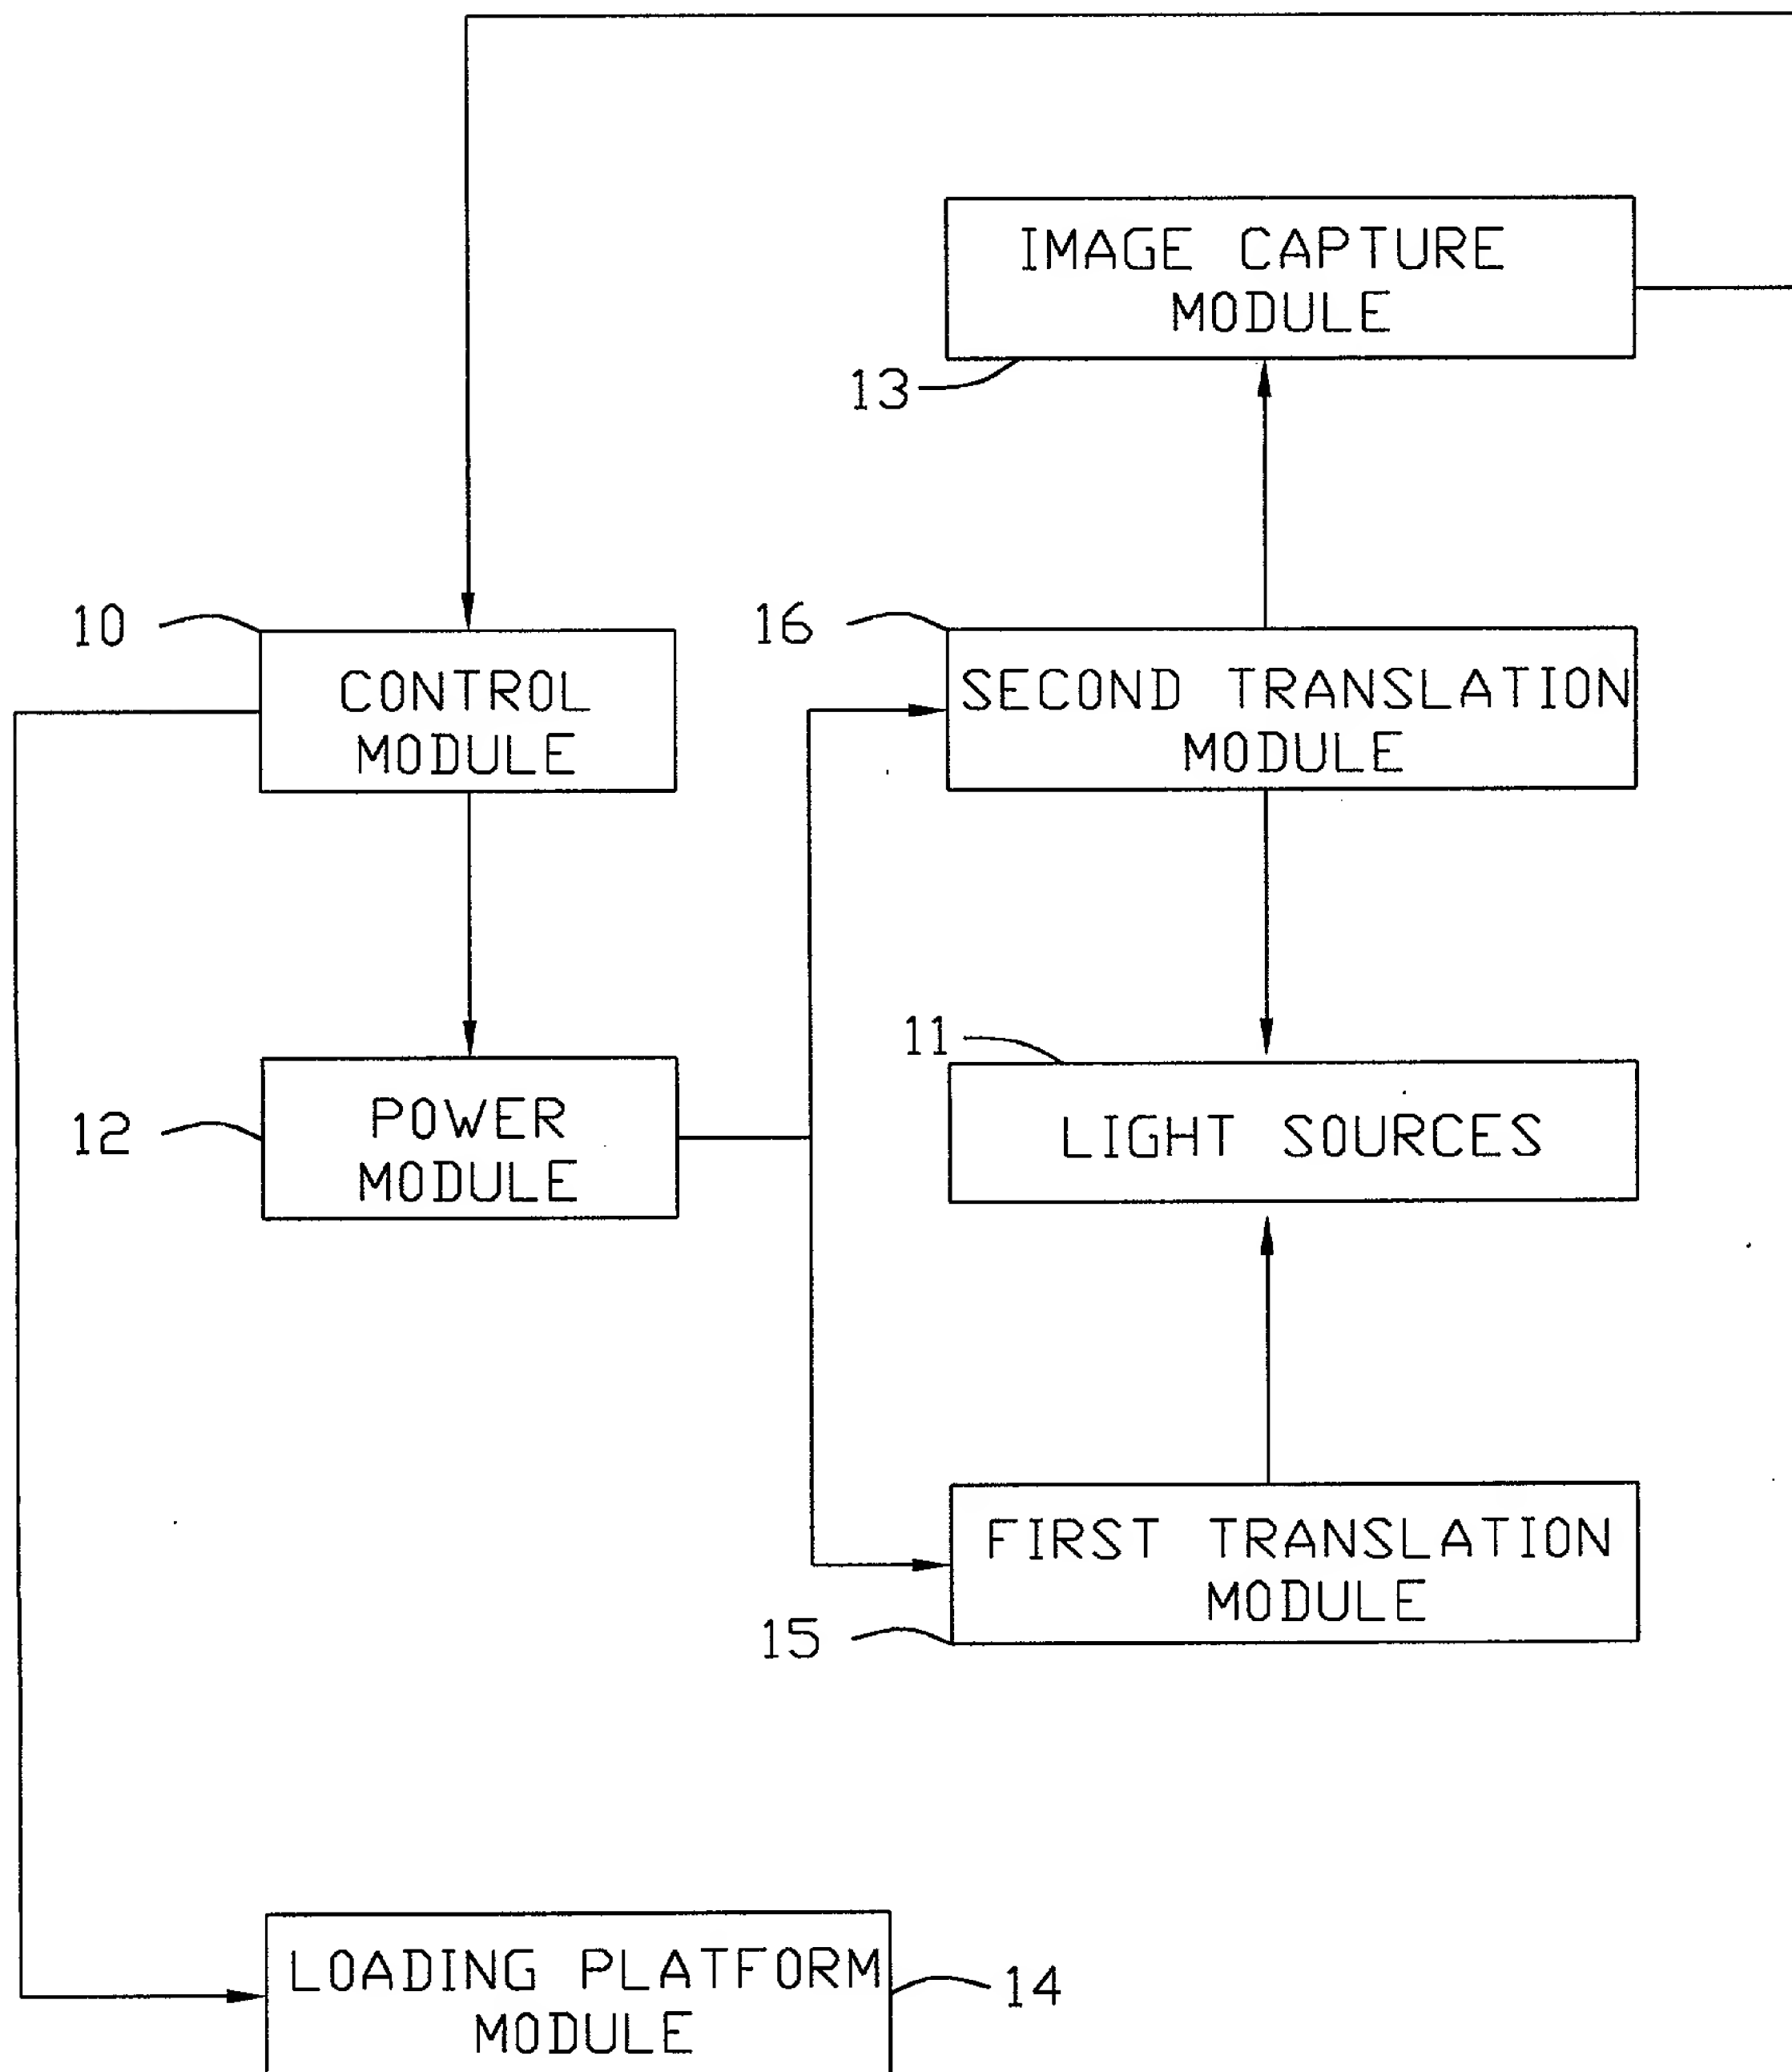 IMAGE CAPTURE
MODULE
13
10
CONTROL
MODULE
16
SECOND TRANSLATION
MODULE
11
LIGHT SOURCES
12
POWER
MODULE
FIRST TRANSLATION
MODULE
15
LOADING PLATFORM
MODULE
14